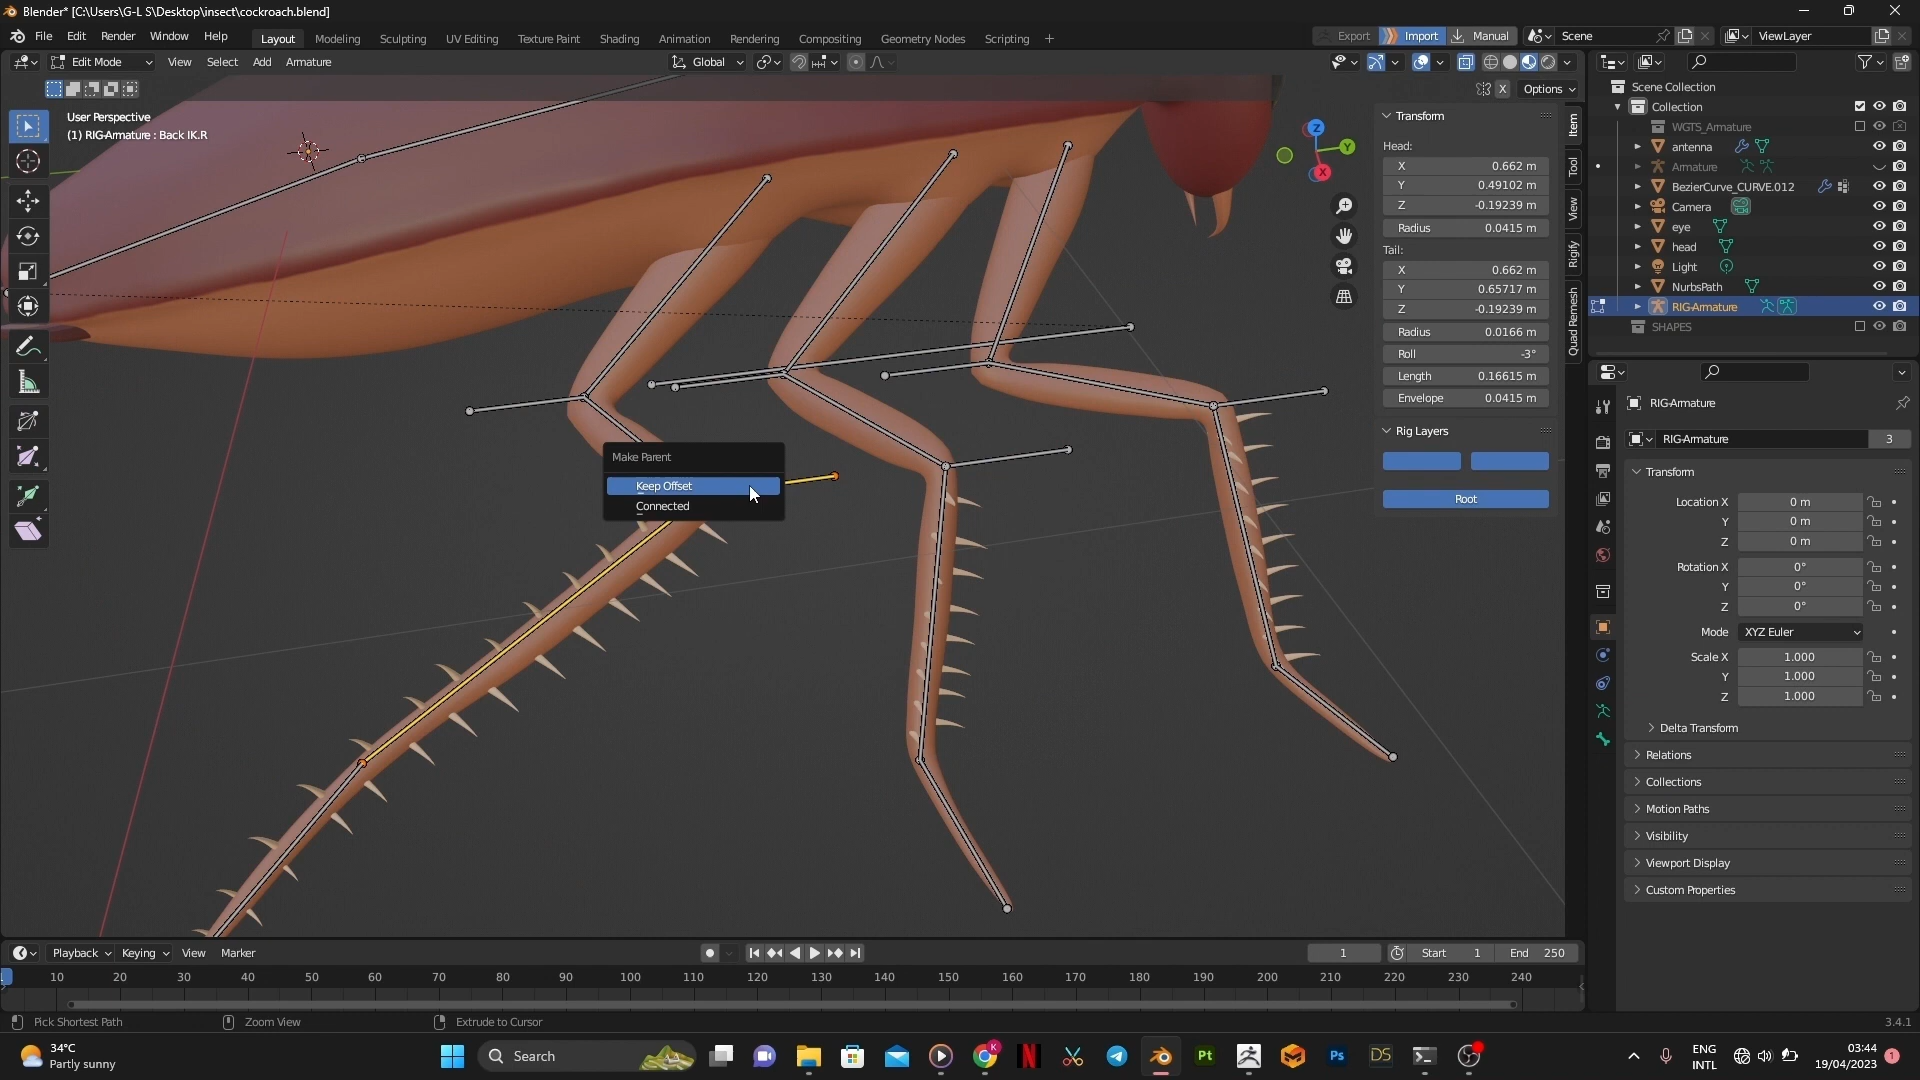 Blender* [C:\Users\G-L S\Desktop\insect\cockroach.blend]
File Edit Render Window Help Layout Modeling Sculpting UV Editing Texture Paint Shading Animation Rendering Compositing Geometry Nodes Scripting + Export Import Manual Scene ViewLayer
Edit Mode View Select Add Armature Global
X Options
User Perspective
(1) RIG-Armature : Back IK.R
Z
Y
X
Make Parent
Keep Offset
Connected
Transform
Head:
X 0.662 m
Y 0.49102 m
Z -0.19239 m
Radius 0.0415 m
Tail:
X 0.662 m
Y 0.65717 m
Z -0.19239 m
Radius 0.0166 m
Roll -3°
Length 0.16615 m
Envelope 0.0415 m
Rig Layers
Root
Item
Tool
View
Rigify
Quad Remesh
Scene Collection
Collection
WGTS_Armature
antenna
Armature
BezierCurve_CURVE.012
Camera
eye
head
Light
NurbsPath
RIG-Armature
SHAPES
RIG-Armature
RIG-Armature 3
Transform
Location X 0 m
Y 0 m
Z 0 m
Rotation X 0°
Y 0°
Z 0°
Mode XYZ Euler
Scale X 1.000
Y 1.000
Z 1.000
Delta Transform
Relations
Collections
Motion Paths
Visibility
Viewport Display
Custom Properties
Playback Keying View Marker 1 Start 1 End 250
10 20 30 40 50 60 70 80 90 100 110 120 130 140 150 160 170 180 190 200 210 220 230 240
Pick Shortest Path Zoom View Extrude to Cursor 3.4.1
34°C
Partly sunny
Search
K
N
Pt
Ps
DS
ENG
INTL
03:44
19/04/2023
1